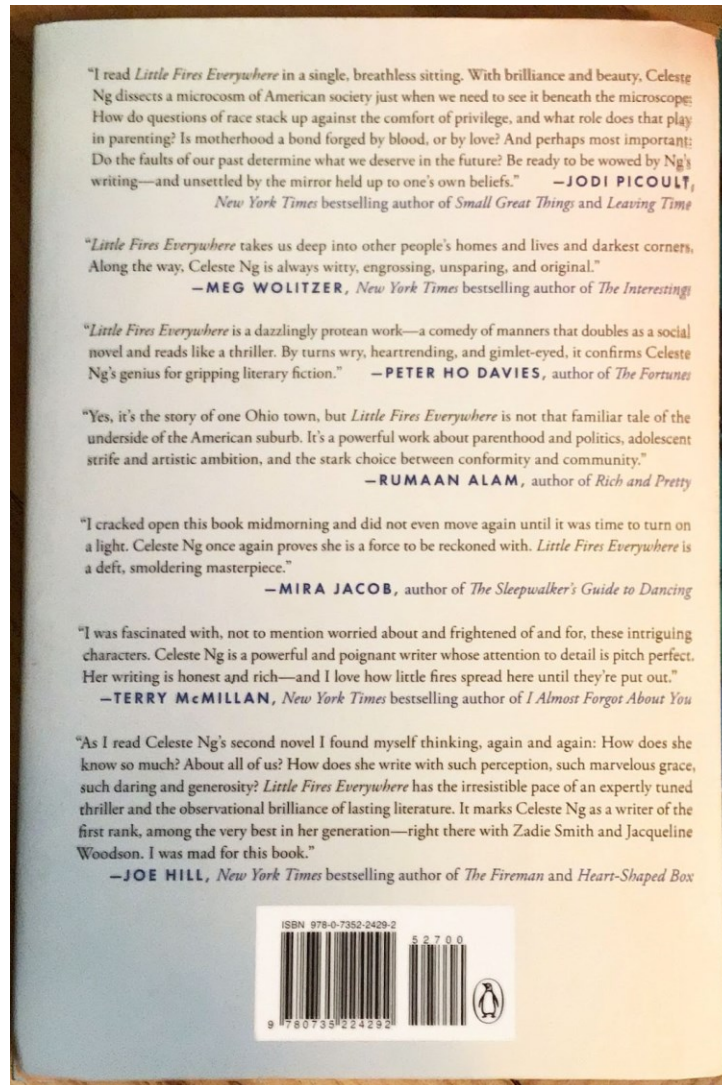 “I read Little Fires Everywhere in a single, breathless sitting. With brilliance and beauty, Celeste
Ng dissects a microcosm of American society just when we need to see it beneath the microscope:
How do questions of race stack up against the comfort of privilege, and what role does that play
in parenting? Is motherhood a bond forged by blood, or by love? And perhaps most important:
Do the faults of our past determine what we deserve in the future? Be ready to be wowed by Ng’s
writing—and unsettled by the mirror held up to one’s own beliefs.” —JODI PICOULT,
New York Times bestselling author of Small Great Things and Leaving Time
“Little Fires Everywhere takes us deep into other people’s homes and lives and darkest corners.
Along the way, Celeste Ng is always witty, engrossing, unsparing, and original.”
—MEG WOLITZER, New York Times bestselling author of The Interestings
“Little Fires Everywhere is a dazzlingly protean work—a comedy of manners that doubles as a social
novel and reads like a thriller. By turns wry, heartrending, and gimlet-eyed, it confirms Celeste
Ng’s genius for gripping literary fiction.” —PETER HO DAVIES, author of The Fortunes
“Yes, it’s the story of one Ohio town, but Little Fires Everywhere is not that familiar tale of the
underside of the American suburb. It’s a powerful work about parenthood and politics, adolescent
strife and artistic ambition, and the stark choice between conformity and community.”
—RUMAAN ALAM, author of Rich and Pretty
“I cracked open this book midmorning and did not even move again until it was time to turn on
a light. Celeste Ng once again proves she is a force to be reckoned with. Little Fires Everywhere is
a deft, smoldering masterpiece.”
—MIRA JACOB, author of The Sleepwalker’s Guide to Dancing
“I was fascinated with, not to mention worried about and frightened of and for, these intriguing
characters. Celeste Ng is a powerful and poignant writer whose attention to detail is pitch perfect.
Her writing is honest and rich—and I love how little fires spread here until they’re put out.”
—TERRY McMILLAN, New York Times bestselling author of I Almost Forgot About You
“As I read Celeste Ng’s second novel I found myself thinking, again and again: How does she
know so much? About all of us? How does she write with such perception, such marvelous grace,
such daring and generosity? Little Fires Everywhere has the irresistible pace of an expertly tuned
thriller and the observational brilliance of lasting literature. It marks Celeste Ng as a writer of the
first rank, among the very best in her generation—right there with Zadie Smith and Jacqueline
Woodson. I was mad for this book.”
—JOE HILL, New York Times bestselling author of The Fireman and Heart-Shaped Box
ISBN 978-0-7352-2429-2
52700
9 780735 224292